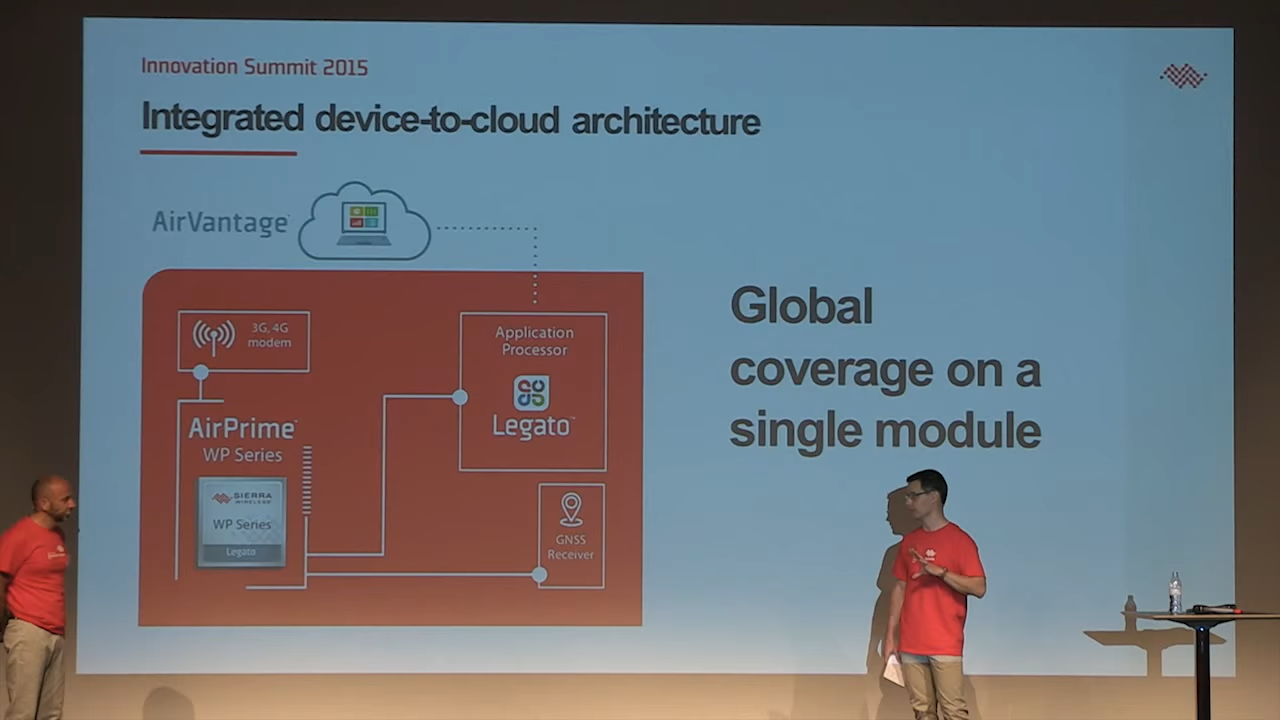 Innovation Summit 2015
Integrated device-to-cloud architecture
AirVantage
3G, 4G
modem
AirPrime
WP Series
SIERRA
WIRELESS
WP Series
Legato
Application
Processor
Legato™
GNSS
Receiver
Global
coverage on a
single module